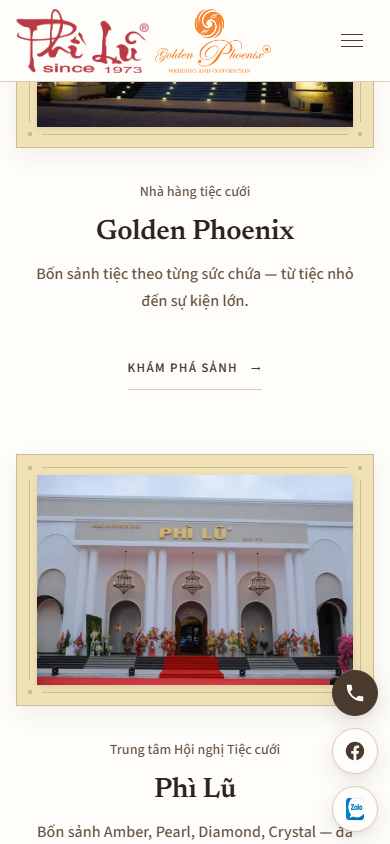 Phì Lũ®
since 1973
Golden Phoenix®
WEDDING AND CONVENTION
Nhà hàng tiệc cưới
Golden Phoenix
Bốn sảnh tiệc theo từng sức chứa — từ tiệc nhỏ
đến sự kiện lớn.
KHÁM PHÁ SẢNH →
PHÌ LŨ
Trung tâm Hội nghị Tiệc cưới
Phì Lũ
Bốn sảnh Amber, Pearl, Diamond, Crystal — đa
Zalo